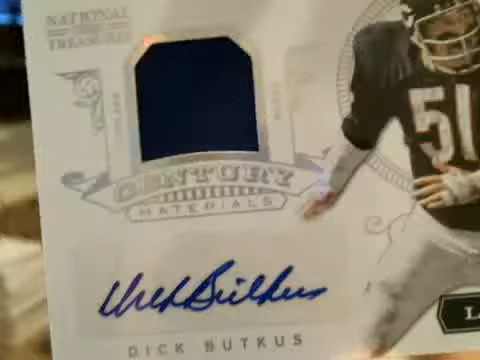 NATIONAL
TREASURES
51
CENTURY
MATERIALS
Dick Butkus
DICK BUTKUS